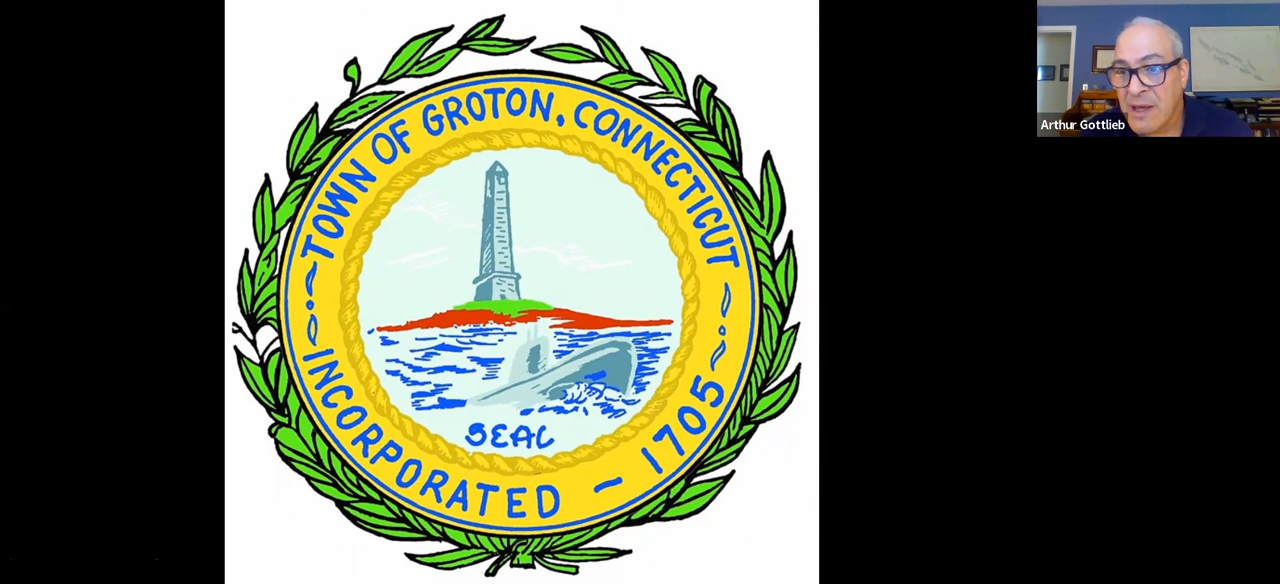 TOWN OF GROTON, CONNECTICUT
INCORPORATED – 1705
SEAL
Arthur Gottlieb